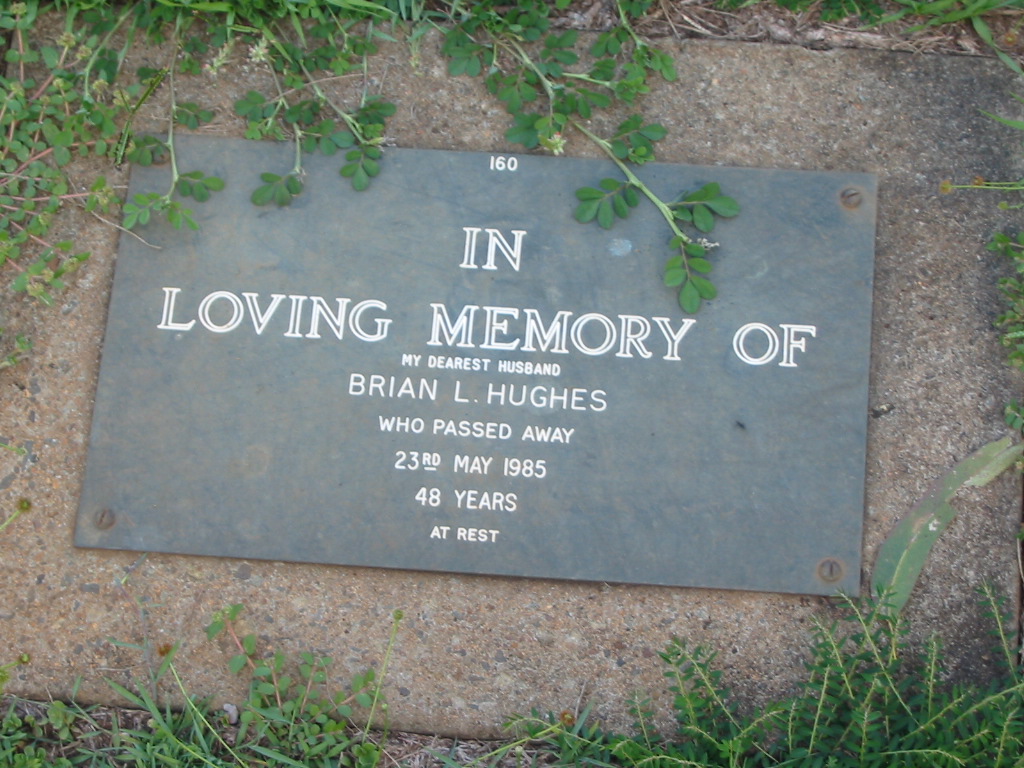 160
IN
LOVING MEMORY OF
MY DEAREST HUSBAND
BRIAN L. HUGHES
WHO PASSED AWAY
23RD MAY 1985
48 YEARS
AT REST